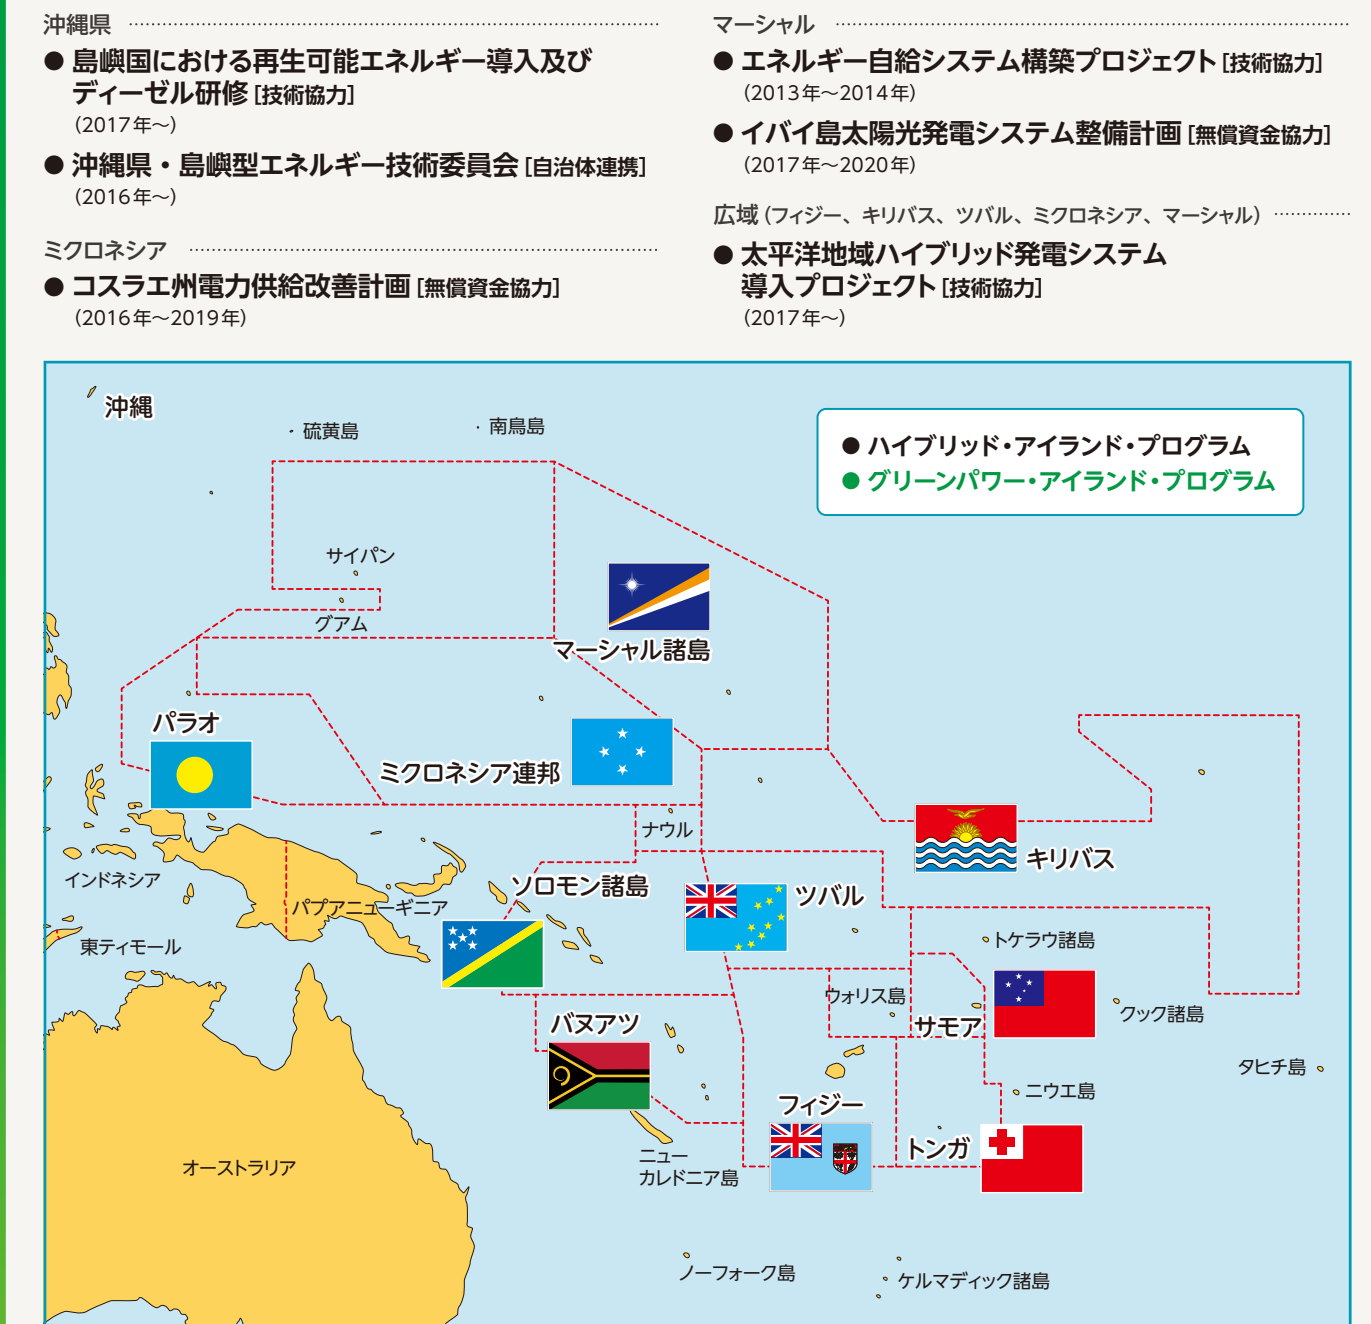 沖縄県
● 島嶼国における再生可能エネルギー導入及び
ディーゼル研修 [技術協力]
(2017年〜)
● 沖縄県・島嶼型エネルギー技術委員会 [自治体連携]
(2016年〜)
ミクロネシア
● コスラエ州電力供給改善計画 [無償資金協力]
(2016年〜2019年)
マーシャル
● エネルギー自給システム構築プロジェクト [技術協力]
(2013年〜2014年)
● イバイ島太陽光発電システム整備計画 [無償資金協力]
(2017年〜2020年)
広域 (フィジー、キリバス、ツバル、ミクロネシア、マーシャル)
● 太平洋地域ハイブリッド発電システム
導入プロジェクト [技術協力]
(2017年〜)
沖縄
硫黄島
南鳥島
● ハイブリッド・アイランド・プログラム
● グリーンパワー・アイランド・プログラム
サイパン
グアム
マーシャル諸島
パラオ
ミクロネシア連邦
ナウル
キリバス
インドネシア
ソロモン諸島
ツバル
パプアニューギニア
東ティモール
トケラウ諸島
ウォリス島
サモア
クック諸島
バヌアツ
タヒチ島
ニウエ島
フィジー
トンガ
ニュー
カレドニア島
オーストラリア
ノーフォーク島
ケルマディック諸島